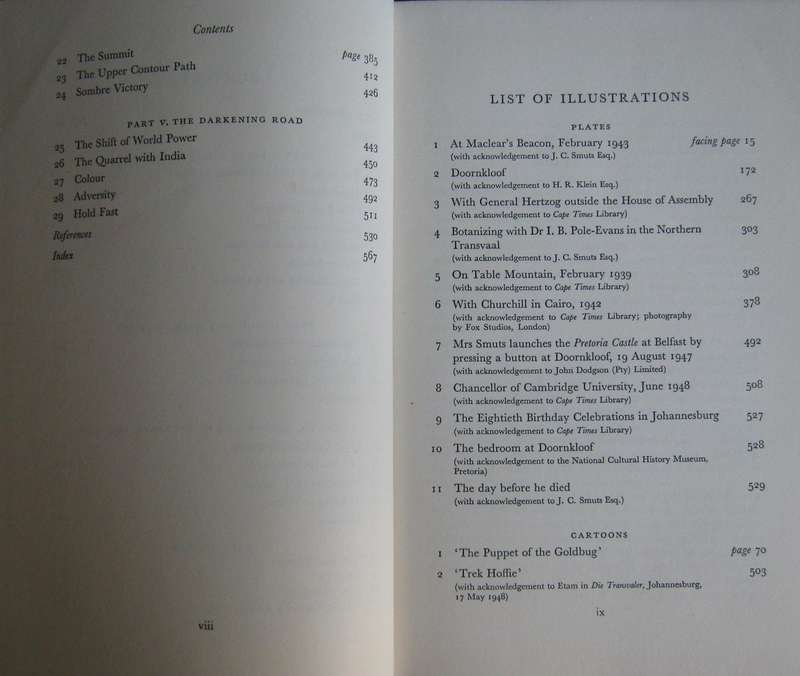 Contents
22 The Summit page 385
23 The Upper Contour Path 412
24 Sombre Victory 426
PART V. THE DARKENING ROAD
25 The Shift of World Power 443
26 The Quarrel with India 450
27 Colour 473
28 Adversity 492
29 Hold Fast 511
References 530
Index 567
viii
LIST OF ILLUSTRATIONS
PLATES
1 At Maclear's Beacon, February 1943 facing page 15
(with acknowledgement to J. C. Smuts Esq.)
2 Doornkloof 172
(with acknowledgement to H. R. Klein Esq.)
3 With General Hertzog outside the House of Assembly 267
(with acknowledgement to Cape Times Library)
4 Botanizing with Dr I. B. Pole-Evans in the Northern 303
Transvaal
(with acknowledgement to J. C. Smuts Esq.)
5 On Table Mountain, February 1939 308
(with acknowledgement to Cape Times Library)
6 With Churchill in Cairo, 1942 378
(with acknowledgement to Cape Times Library; photography
by Fox Studios, London)
7 Mrs Smuts launches the Pretoria Castle at Belfast by 492
pressing a button at Doornkloof, 19 August 1947
(with acknowledgement to John Dodgson (Pty) Limited)
8 Chancellor of Cambridge University, June 1948 508
(with acknowledgement to Cape Times Library)
9 The Eightieth Birthday Celebrations in Johannesburg 527
(with acknowledgement to Cape Times Library)
10 The bedroom at Doornkloof 528
(with acknowledgement to the National Cultural History Museum,
Pretoria)
11 The day before he died 529
(with acknowledgement to J. C. Smuts Esq.)
CARTOONS
1 'The Puppet of the Goldbug' page 70
2 'Trek Hoffie' 503
(with acknowledgement to Etam in Die Transvaler, Johannesburg,
17 May 1948)
ix